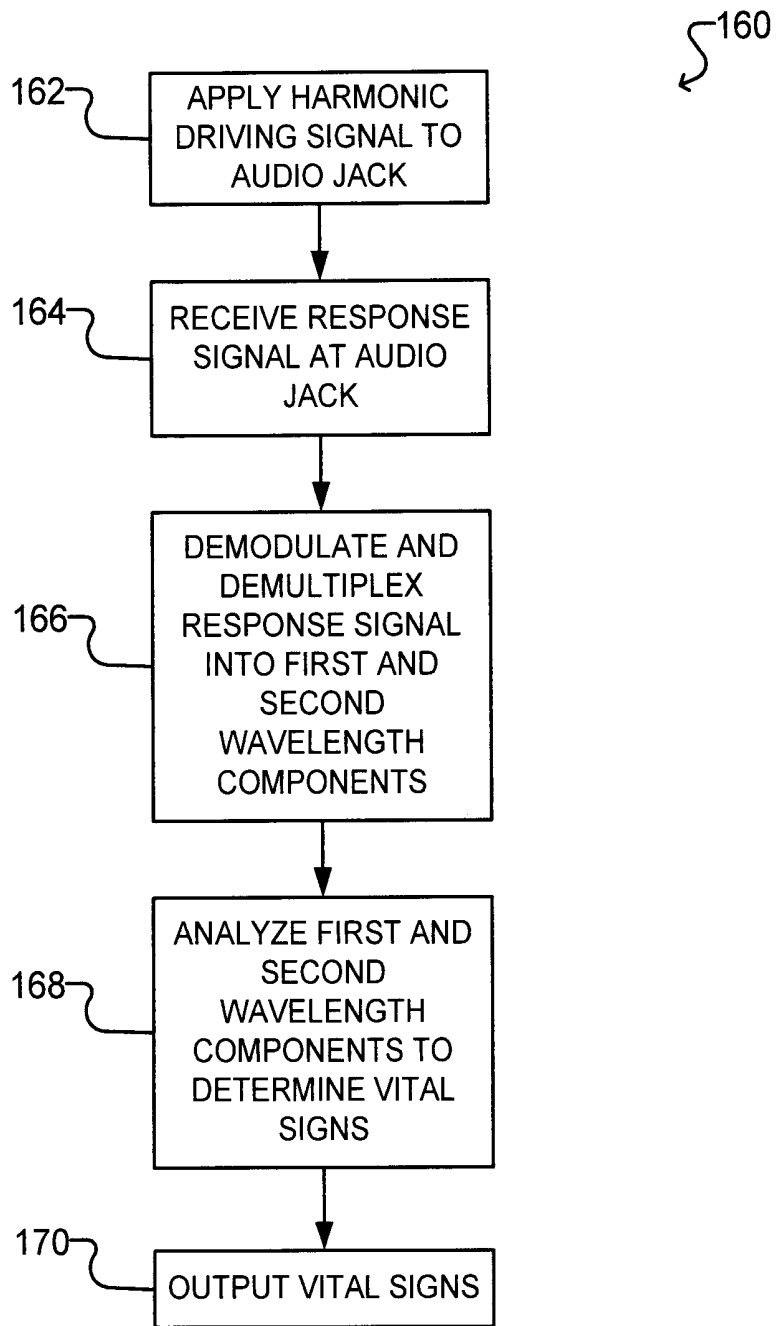 160
162
APPLY HARMONIC
DRIVING SIGNAL TO
AUDIO JACK
164
RECEIVE RESPONSE
SIGNAL AT AUDIO
JACK
166
DEMODULATE AND
DEMULTIPLEX
RESPONSE SIGNAL
INTO FIRST AND
SECOND
WAVELENGTH
COMPONENTS
168
ANALYZE FIRST AND
SECOND
WAVELENGTH
COMPONENTS TO
DETERMINE VITAL
SIGNS
170
OUTPUT VITAL SIGNS